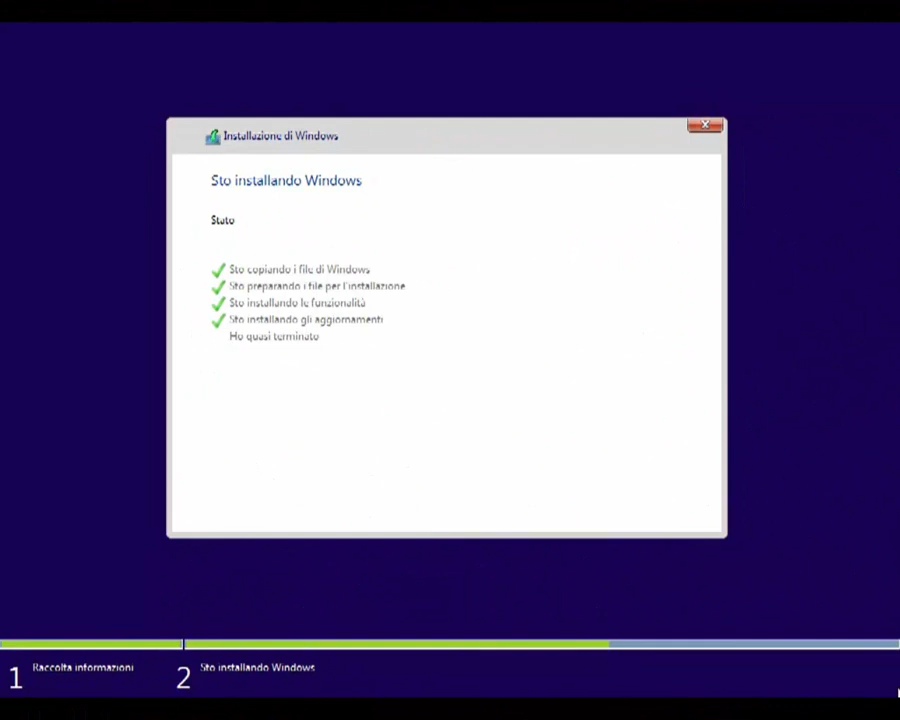 Installazione di Windows
Sto installando Windows
Stato
Sto copiando i file di Windows
Sto preparando i file per l'installazione
Sto installando le funzionalità
Sto installando gli aggiornamenti
Ho quasi terminato
1 Raccolta informazioni
2 Sto installando Windows